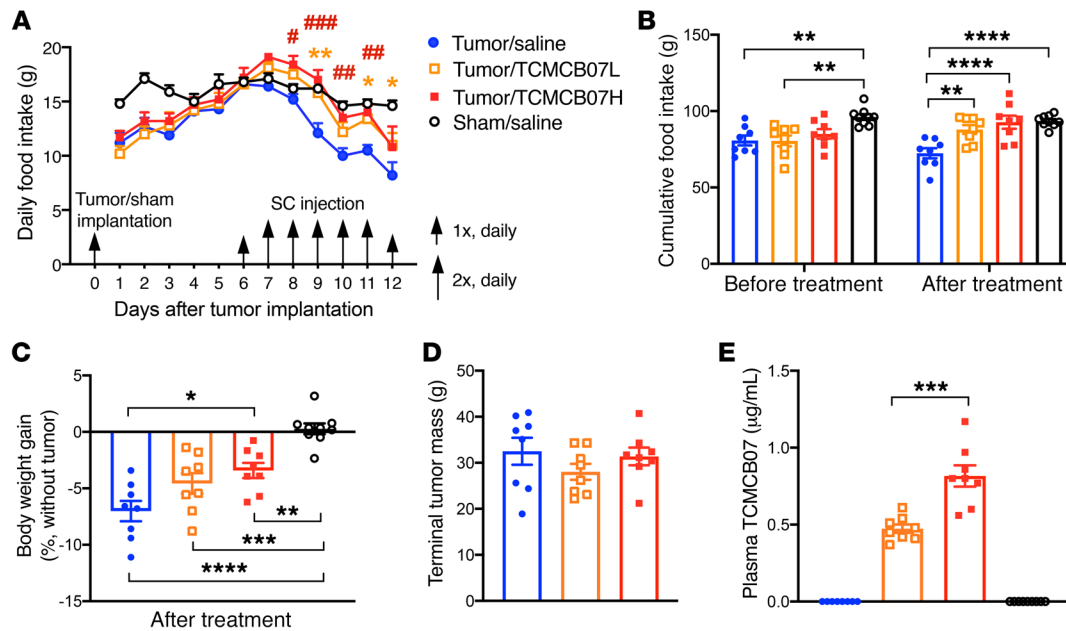 A
Daily food intake (g)
20
15
10
5
0
#
###
**
##
##
*
*
Tumor/saline
Tumor/TCMCB07L
Tumor/TCMCB07H
Sham/saline
Tumor/sham
implantation
SC injection
1x, daily
2x, daily
0 1 2 3 4 5 6 7 8 9 10 11 12
Days after tumor implantation
B
Cumulative food intake (g)
150
100
50
0
**
**
****
****
**
Before treatment
After treatment
C
Body weight gain
(%, without tumor)
5
0
-5
-10
-15
*
**
***
****
After treatment
D
Terminal tumor mass (g)
50
40
30
20
10
0
E
Plasma TCMCB07 (µg/mL)
1.5
1.0
0.5
0.0
***